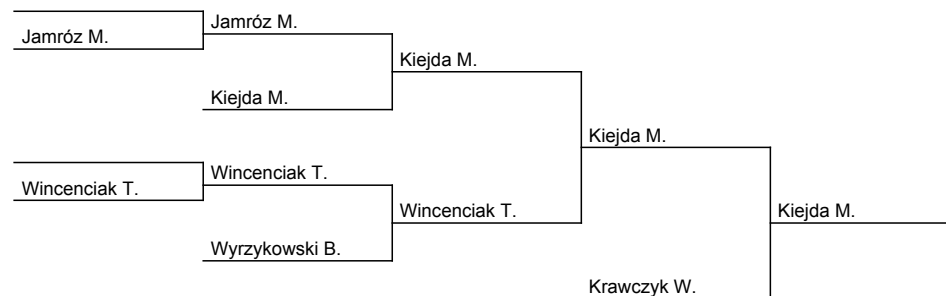 Jamróz M.
Jamróz M.
Kiejda M.
Kiejda M.
Kiejda M.
Wincenciak T.
Wincenciak T.
Wincenciak T.
Kiejda M.
Wyrzykowski B.
Krawczyk W.